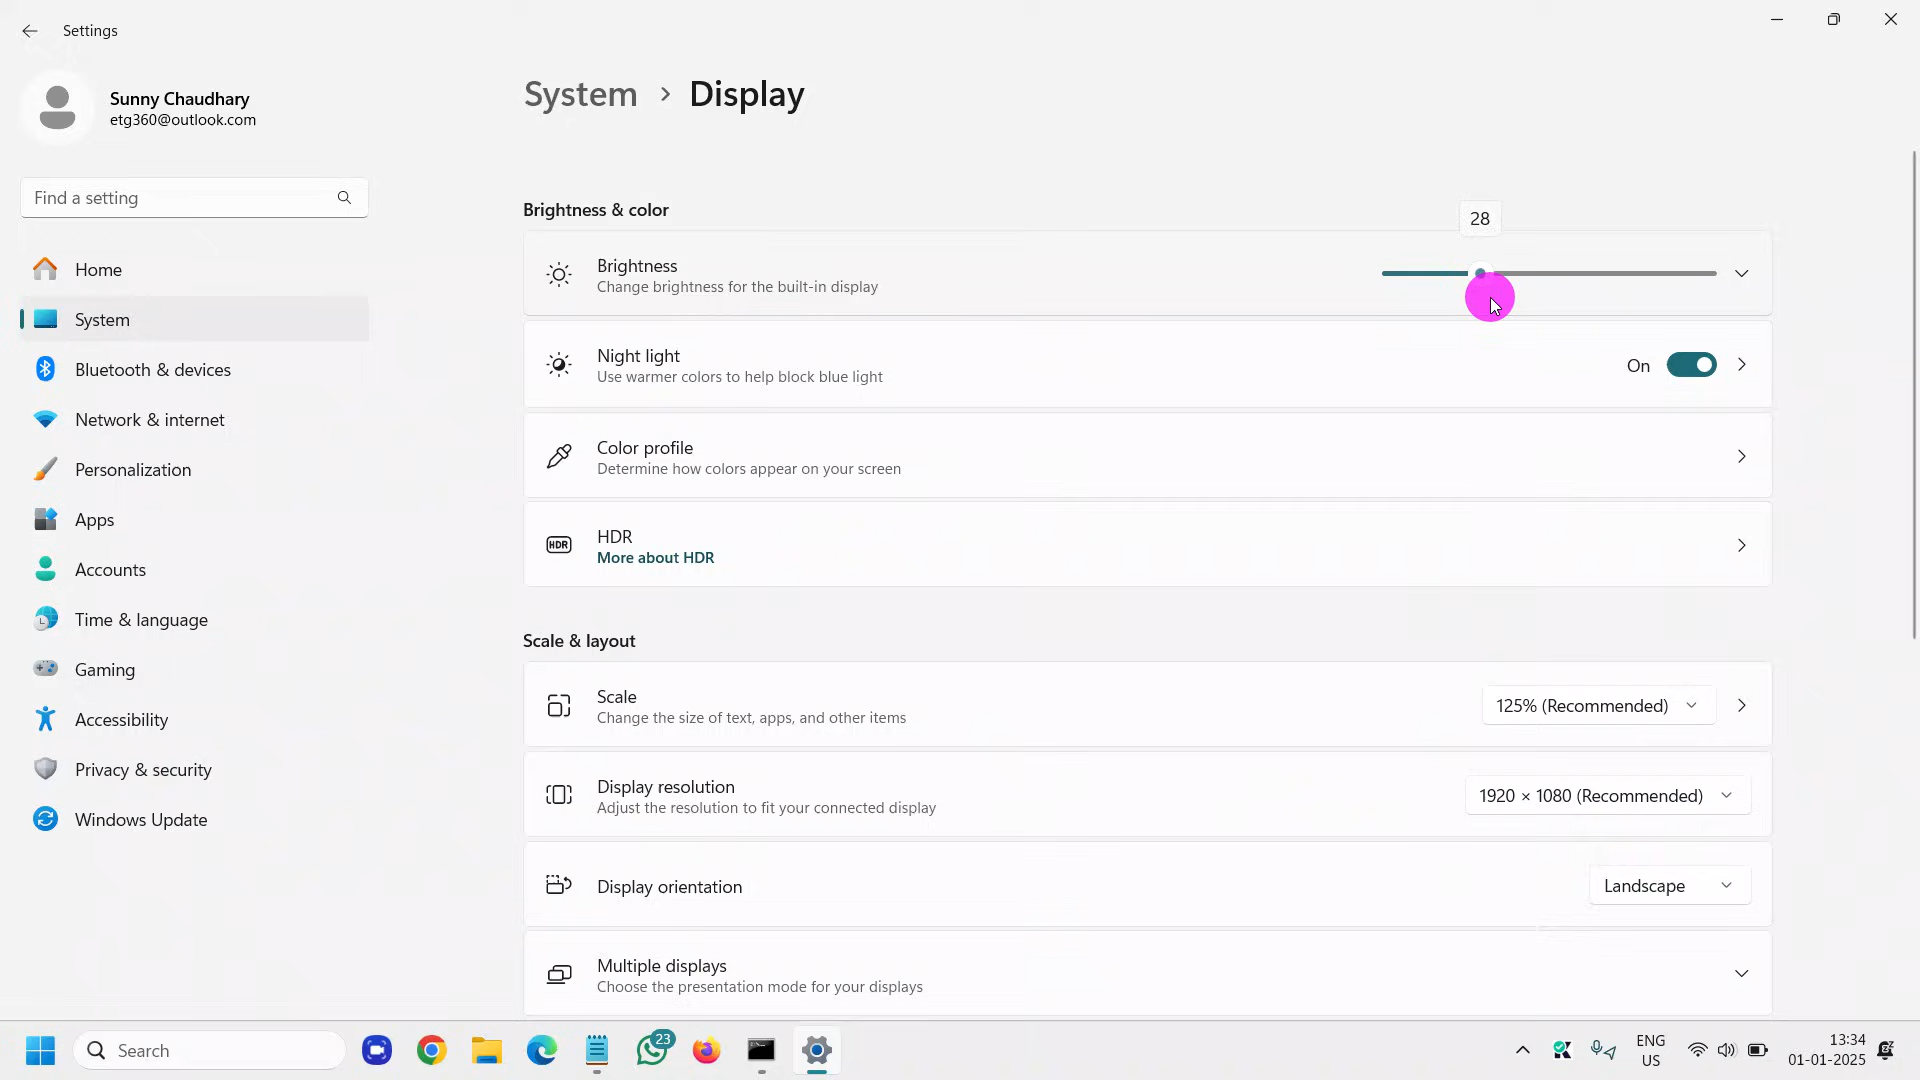 Settings
Sunny Chaudhary
etg360@outlook.com
Find a setting
Home
System
Bluetooth & devices
Network & internet
Personalization
Apps
Accounts
Time & language
Gaming
Accessibility
Privacy & security
Windows Update
System > Display
Brightness & color
28
Brightness
Change brightness for the built-in display
Night light
Use warmer colors to help block blue light
On
Color profile
Determine how colors appear on your screen
HDR
HDR
More about HDR
Scale & layout
Scale
Change the size of text, apps, and other items
125% (Recommended)
Display resolution
Adjust the resolution to fit your connected display
1920 × 1080 (Recommended)
Display orientation
Landscape
Multiple displays
Choose the presentation mode for your displays
Search
23
ENG
US
13:34
01-01-2025